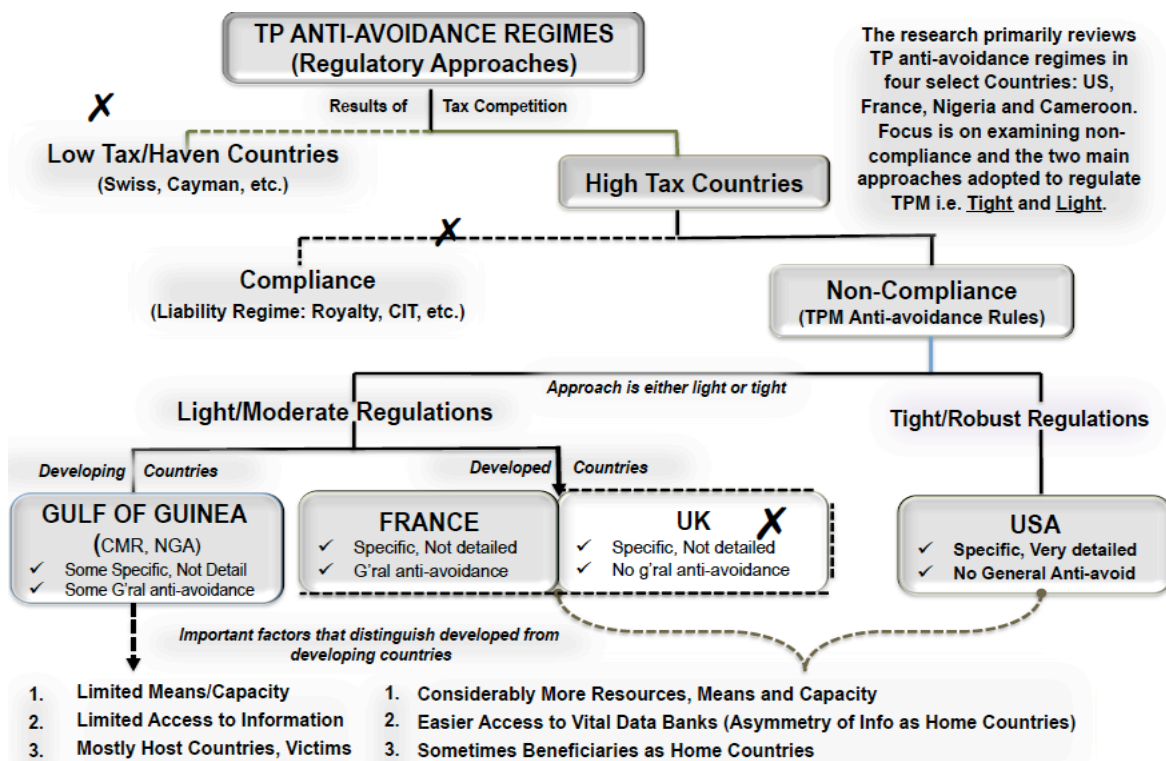 TP ANTI-AVOIDANCE REGIMES
(Regulatory Approaches)
The research primarily reviews
TP anti-avoidance regimes in
four select Countries: US,
France, Nigeria and Cameroon.
Focus is on examining non-
compliance and the two main
approaches adopted to regulate
TPM i.e. Tight and Light.
Results of Tax Competition
✗
Low Tax/Haven Countries
(Swiss, Cayman, etc.)
High Tax Countries
✗
Compliance
(Liability Regime: Royalty, CIT, etc.)
Non-Compliance
(TPM Anti-avoidance Rules)
Approach is either light or tight
Light/Moderate Regulations
Tight/Robust Regulations
Developing Countries
Developed Countries
GULF OF GUINEA
(CMR, NGA)
✓ Some Specific, Not Detail
✓ Some G'ral anti-avoidance
FRANCE
✓ Specific, Not detailed
✓ G'ral anti-avoidance
UK ✗
✓ Specific, Not detailed
✓ No g'ral anti-avoidance
USA
✓ Specific, Very detailed
✓ No General Anti-avoid
Important factors that distinguish developed from
developing countries
1. Limited Means/Capacity
2. Limited Access to Information
3. Mostly Host Countries, Victims
1. Considerably More Resources, Means and Capacity
2. Easier Access to Vital Data Banks (Asymmetry of Info as Home Countries)
3. Sometimes Beneficiaries as Home Countries